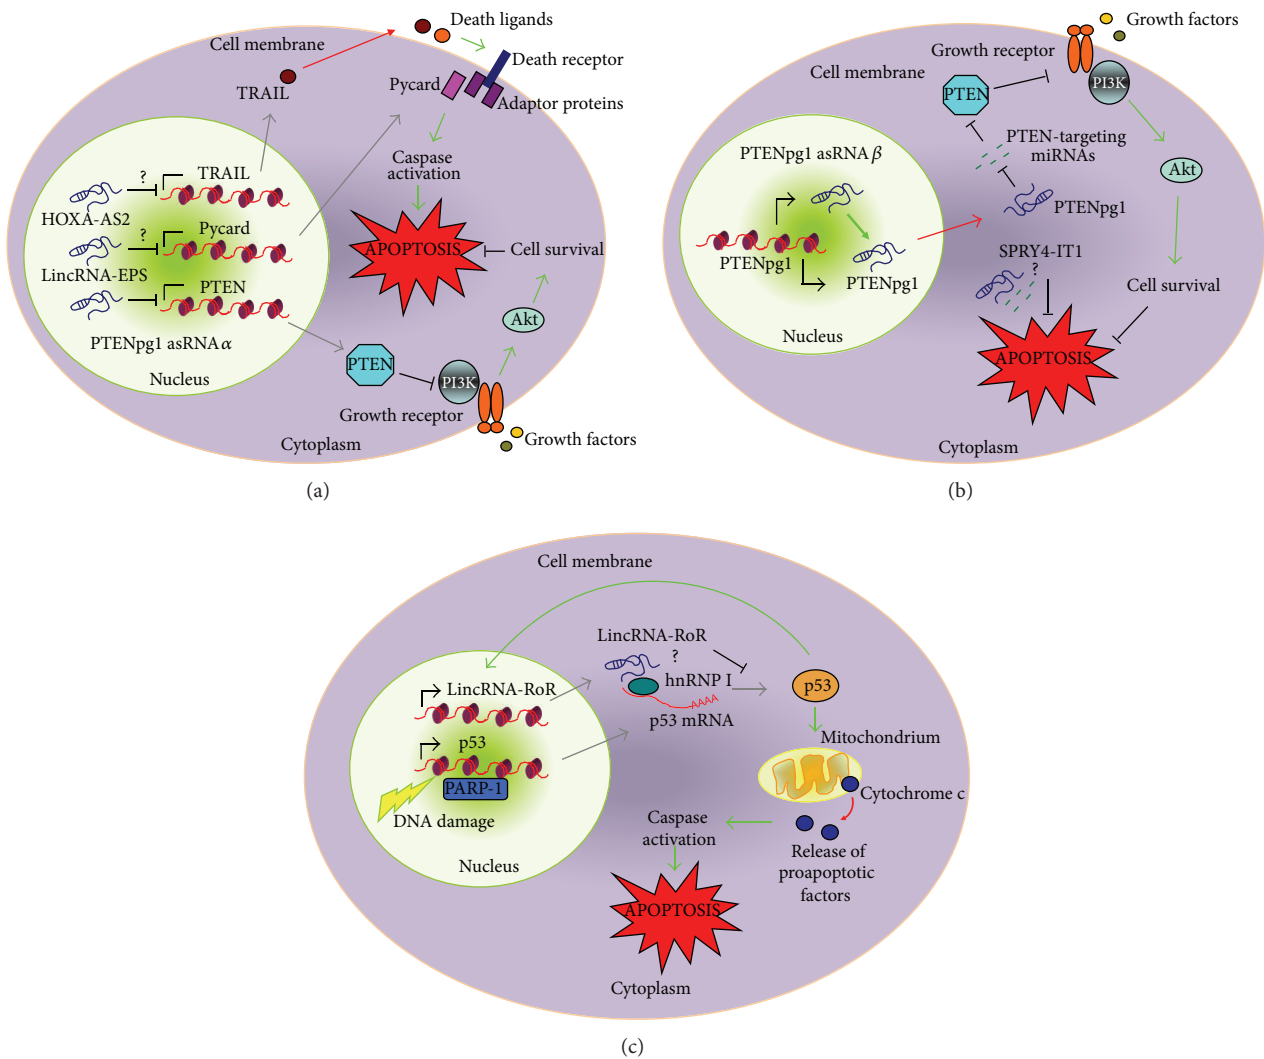 Death ligands
Cell membrane
Death receptor
Pycard
TRAIL
Adaptor proteins
Caspase
activation
?
TRAIL
HOXA-AS2
?
Pycard
APOPTOSIS
Cell survival
LincRNA-EPS
PTEN
Akt
PTENpg1 asRNAα
PTEN
PI3K
Nucleus
Growth receptor
Growth factors
Cytoplasm
(a)
Growth factors
Growth receptor
Cell membrane
PTEN
PI3K
PTEN-targeting
miRNAs
PTENpg1 asRNAβ
Akt
PTENpg1
SPRY4-IT1
PTENpg1
?
PTENpg1
Cell survival
Nucleus
APOPTOSIS
Cytoplasm
(b)
Cell membrane
LincRNA-RoR
?
hnRNP I
LincRNA-RoR
p53
AAAA
p53 mRNA
p53
Mitochondrium
PARP-1
Cytochrome c
DNA damage
Caspase
activation
Release of
proapoptotic
factors
Nucleus
APOPTOSIS
Cytoplasm
(c)